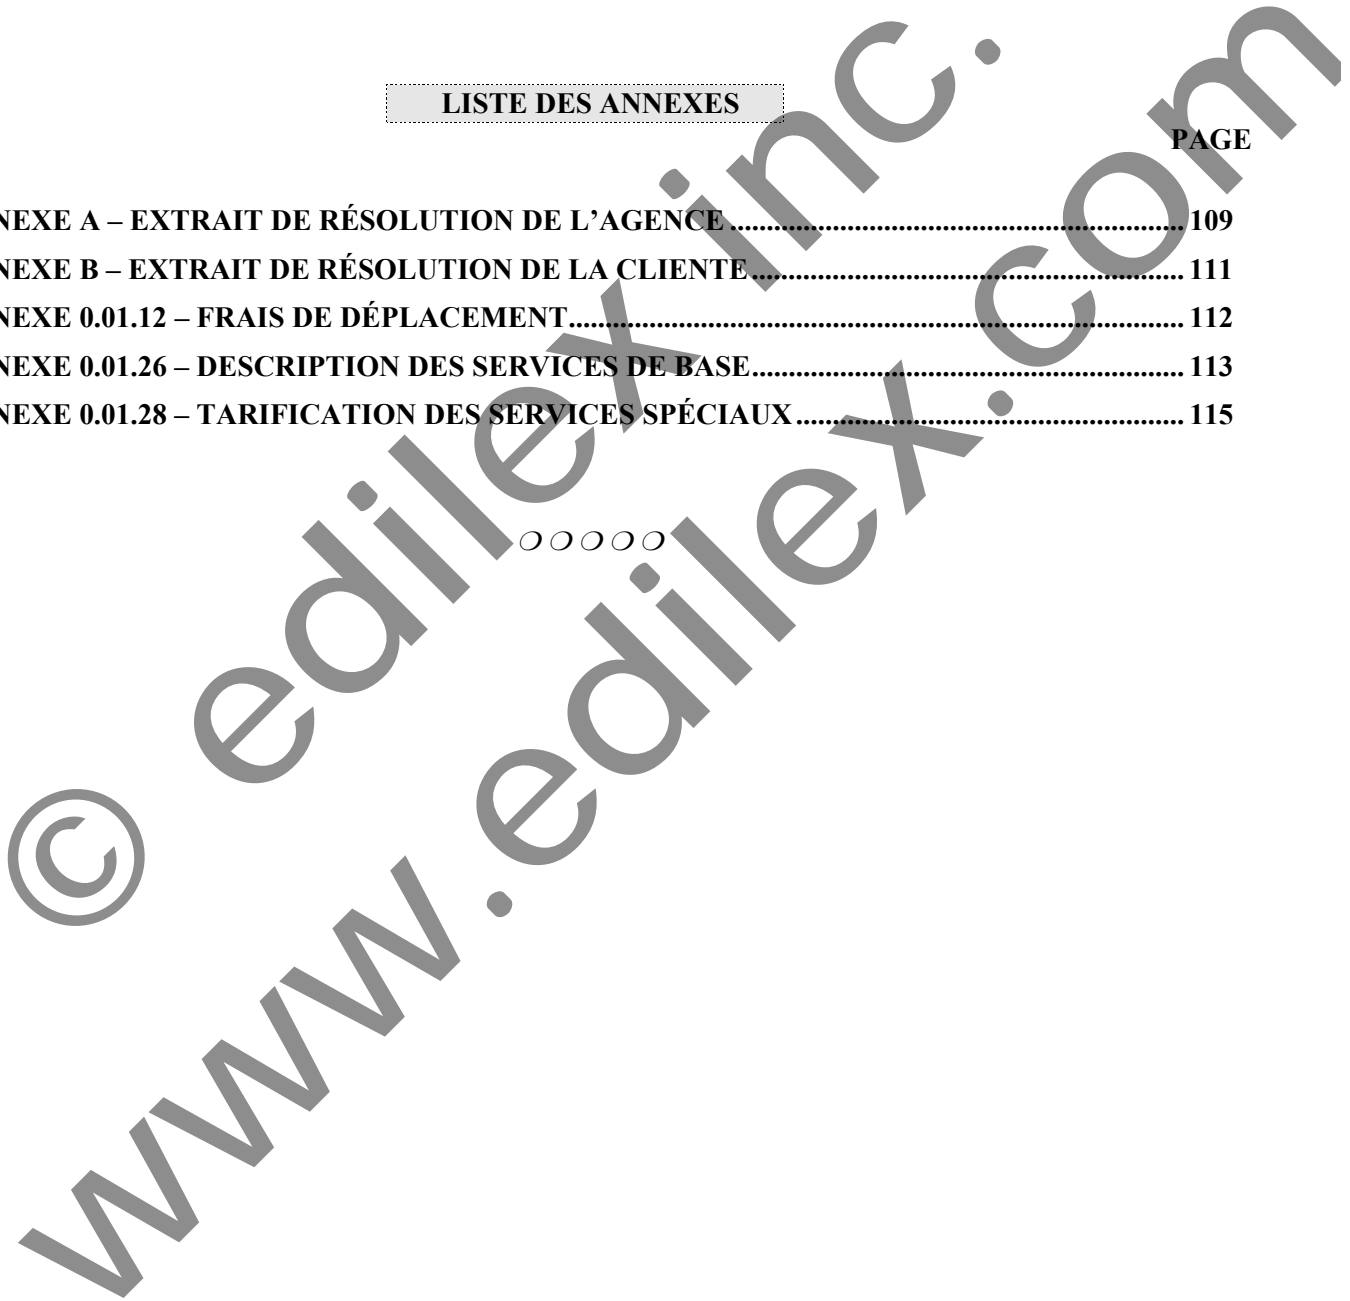 LISTE DES ANNEXES
PAGE
NEXE A – EXTRAIT DE RÉSOLUTION DE L'AGENCE ............................................................. 109
NEXE B – EXTRAIT DE RÉSOLUTION DE LA CLIENTE .......................................................... 111
NEXE 0.01.12 – FRAIS DE DÉPLACEMENT................................................................................... 112
NEXE 0.01.26 – DESCRIPTION DES SERVICES DE BASE.......................................................... 113
NEXE 0.01.28 – TARIFICATION DES SERVICES SPÉCIAUX .................................................... 115
❍❍❍❍❍
© edilex inc.
www.edilex.com